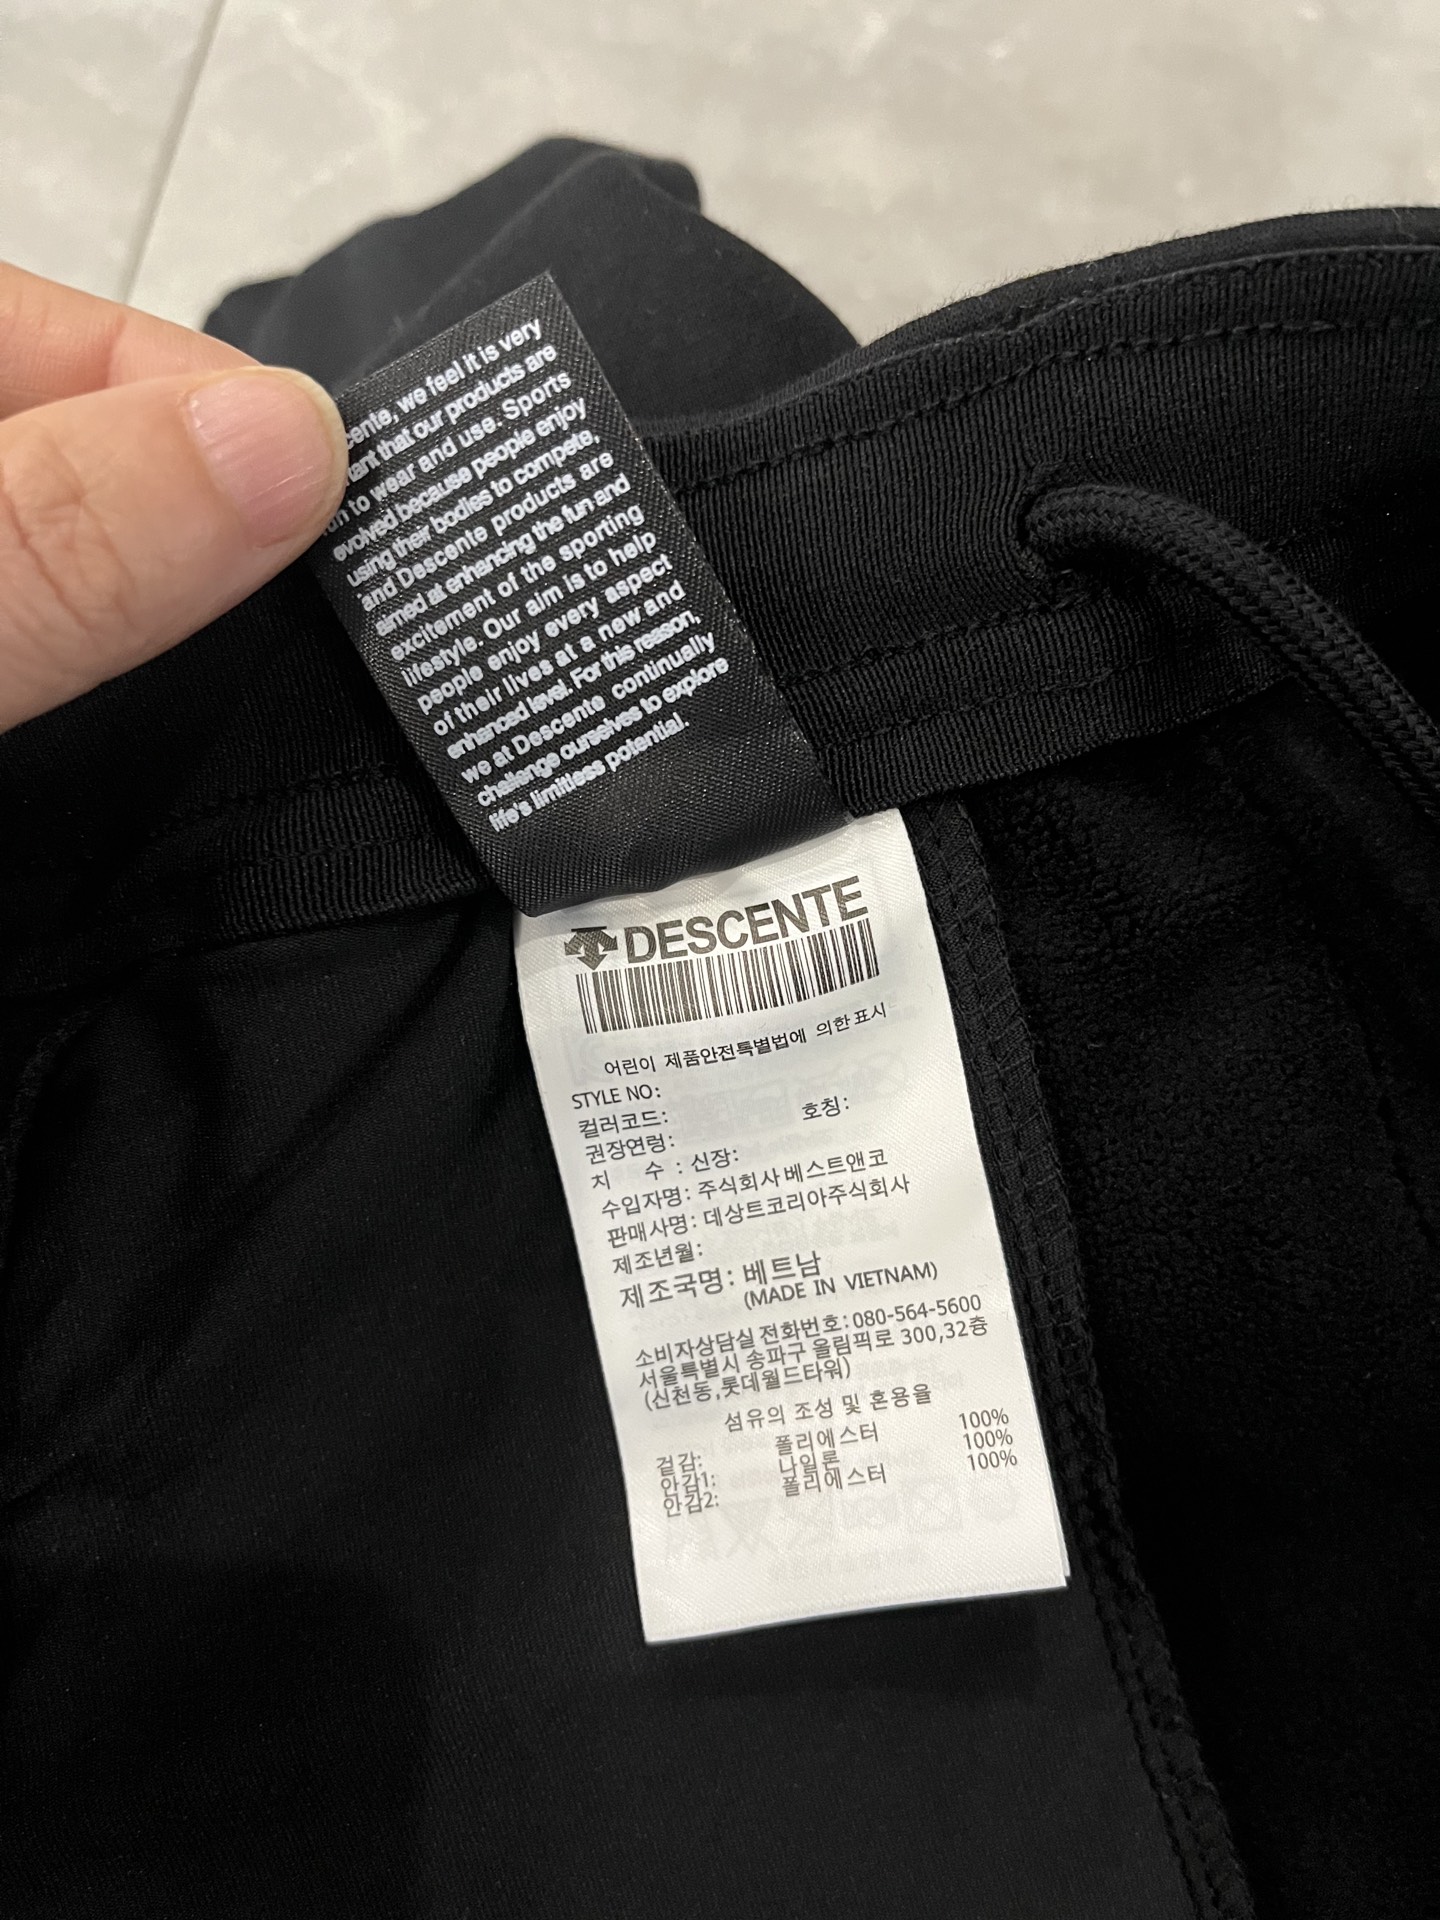 cente, we feel it is very
tant that our products are
to wear and use. Sports
evolved because people enjoy
using their bodies to compete,
and Descente products are
aimed at enhancing the fun and
excitement of the sporting
lifestyle. Our aim is to help
people enjoy every aspect
of their lives at a new and
enhanced level. For this reason,
we at Descente continually
challenge ourselves to explore
life's limitless potential.
DESCENTE
어린이 제품안전특별법에 의한 표시
STYLE NO:
컬러코드: 호칭:
권장연령:
치 수 : 신장:
수입자명: 주식회사 베스트앤코
판매사명: 데상트코리아주식회사
제조년월:
제조국명: 베트남
(MADE IN VIETNAM)
소비자상담실 전화번호: 080-564-5600
서울특별시 송파구 올림픽로 300,32층
(신천동,롯데월드타워)
섬유의 조성 및 혼용율
겉감: 폴리에스터 100%
안감1: 나일론 100%
안감2: 폴리에스터 100%